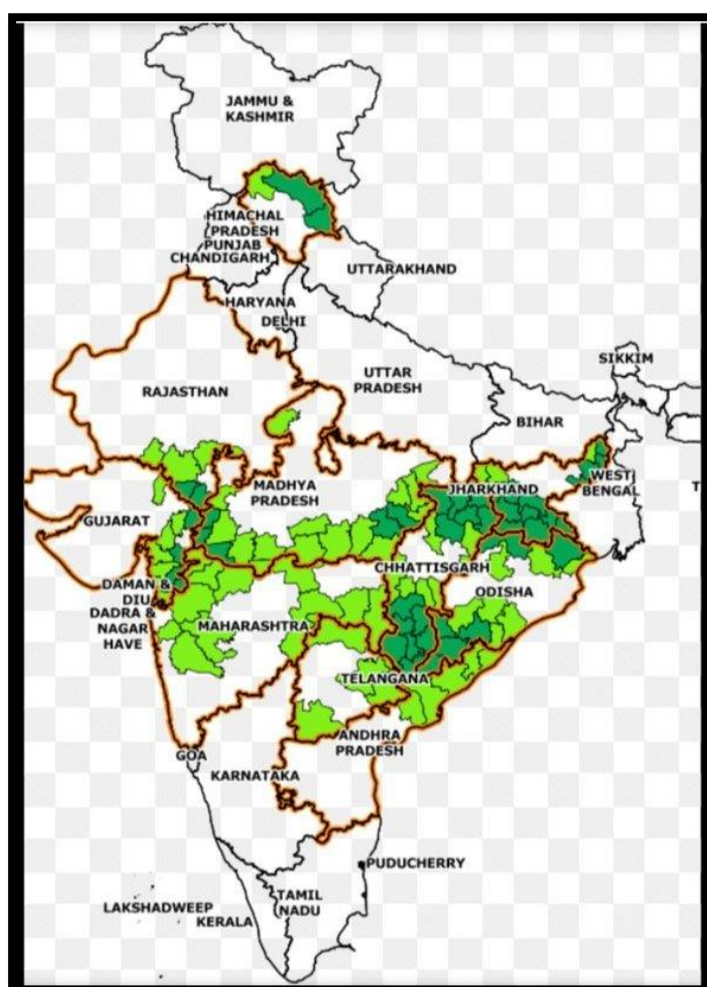 JAMMU &
KASHMIR
HIMACHAL
PRADESH
PUNJAB
CHANDIGARH
UTTARAKHAND
HARYANA
DELHI
SIKKIM
RAJASTHAN
UTTAR
PRADESH
BIHAR
MADHYA
PRADESH
JHARKHAND
WEST
BENGAL
T
GUJARAT
CHHATTISGARH
DAMAN &
DIU
DADRA &
NAGAR
HAVE
ODISHA
MAHARASHTRA
TELANGANA
ANDHRA
PRADESH
GOA
KARNATAKA
PUDUCHERRY
TAMIL
NADU
LAKSHADWEEP
KERALA